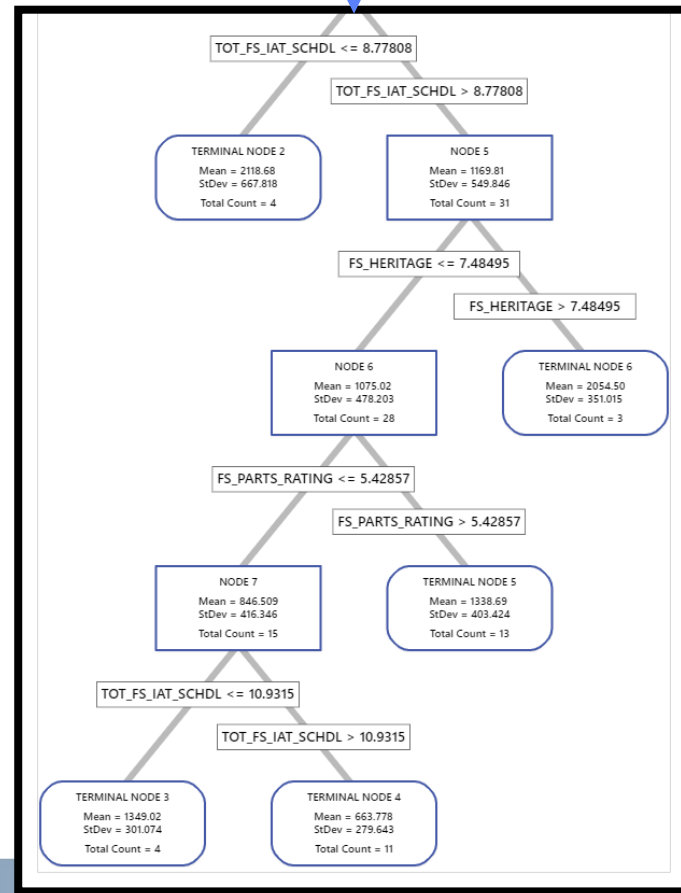 TOT_FS_IAT_SCHDL <= 8.77808
TOT_FS_IAT_SCHDL > 8.77808
TERMINAL NODE 2
Mean = 2118.68
StDev = 667.818
Total Count = 4
NODE 5
Mean = 1169.81
StDev = 549.846
Total Count = 31
FS_HERITAGE <= 7.48495
FS_HERITAGE > 7.48495
NODE 6
Mean = 1075.02
StDev = 478.203
Total Count = 28
TERMINAL NODE 6
Mean = 2054.50
StDev = 351.015
Total Count = 3
FS_PARTS_RATING <= 5.42857
FS_PARTS_RATING > 5.42857
NODE 7
Mean = 846.509
StDev = 416.346
Total Count = 15
TERMINAL NODE 5
Mean = 1338.69
StDev = 403.424
Total Count = 13
TOT_FS_IAT_SCHDL <= 10.9315
TOT_FS_IAT_SCHDL > 10.9315
TERMINAL NODE 3
Mean = 1349.02
StDev = 301.074
Total Count = 4
TERMINAL NODE 4
Mean = 663.778
StDev = 279.643
Total Count = 11